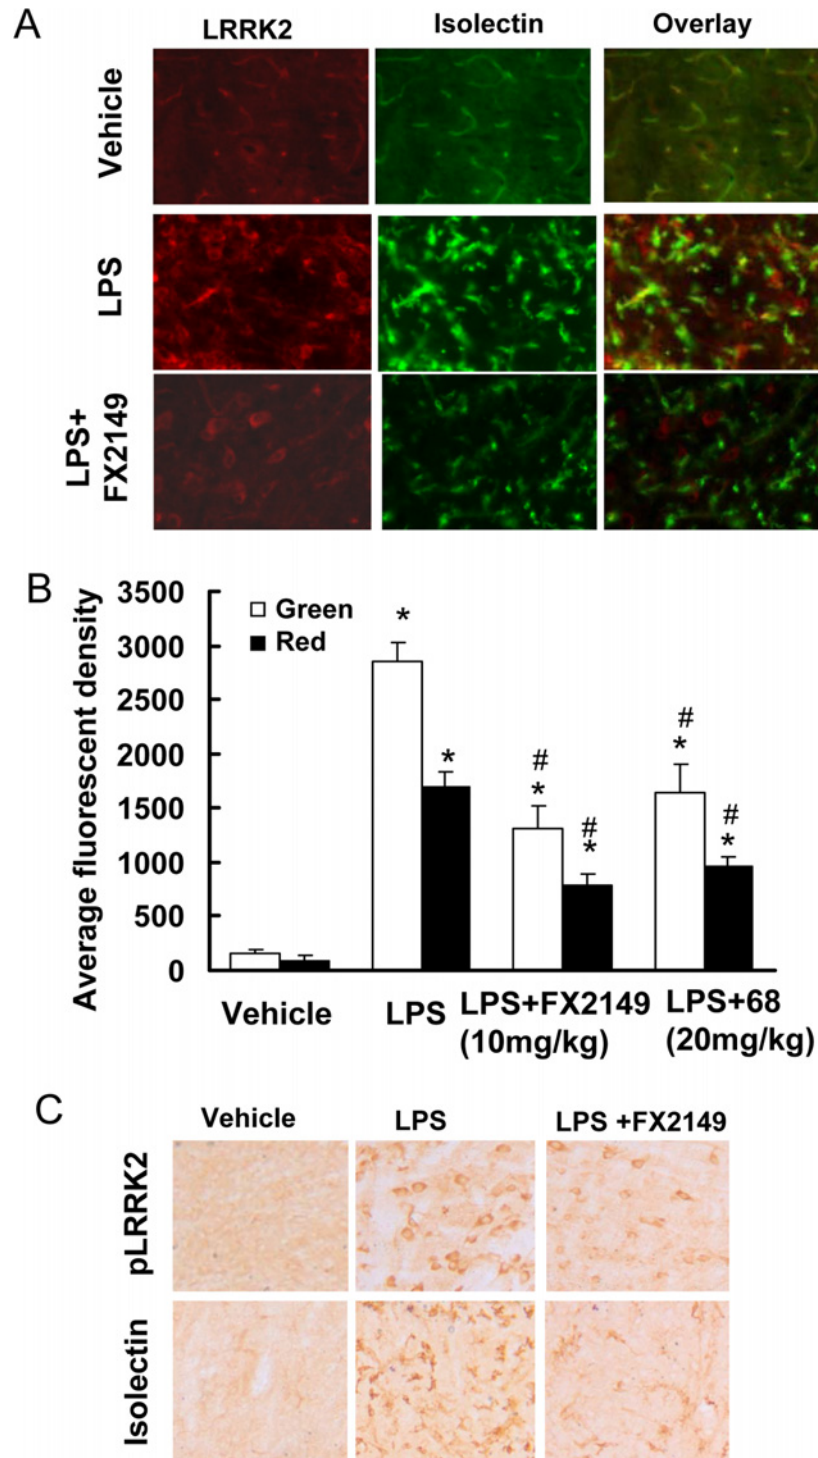 A
LRRK2 Isolectin Overlay
Vehicle
LPS
LPS+
FX2149
B
Average fluorescent density
3500
3000
2500
2000
1500
1000
500
0
Green
Red
*
*
#
*
#
*
#
*
#
*
Vehicle LPS LPS+FX2149 LPS+68
(10mg/kg) (20mg/kg)
C
Vehicle LPS LPS +FX2149
pLRRK2
Isolectin